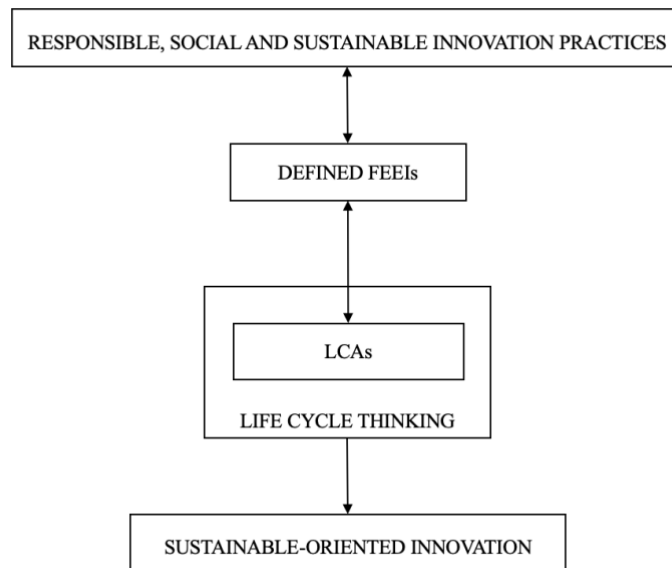 RESPONSIBLE, SOCIAL AND SUSTAINABLE INNOVATION PRACTICES
DEFINED FEEIs
LCAs
LIFE CYCLE THINKING
SUSTAINABLE-ORIENTED INNOVATION